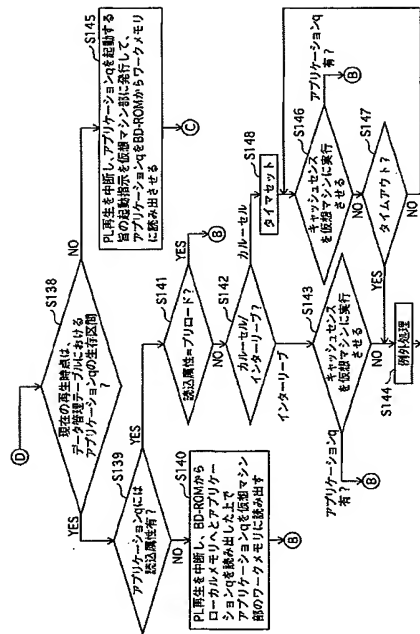 D
S138
現在の再生時点は、
データ管理テーブルにおける
アプリケーションqの生存区間
?
YES
NO
S145
PL再生を中断し、アプリケーションqを起動する
旨の起動指示を仮想マシン部に発行して、
アプリケーションqをBD-ROMからワークメモリ
に読み出させる
C
S139
アプリケーションqには
読込属性有?
YES
NO
S140
PL再生を中断し、BD-ROMから
ローカルメモリへとアプリケー
ションqを読み出した上で
アプリケーションqを仮想マシン
部のワークメモリに読み出す
B
S141
読込属性=プリロード?
YES
B
NO
S142
カルーセル/
インターリーブ?
カルーセル
インターリーブ
S143
キャッシュセンス
を仮想マシンに実行
させる
アプリケーションq
有?
B
NO
S144
例外処理
S148
タイマセット
S146
キャッシュセンス
を仮想マシンに実行
させる
アプリケーションq
有?
B
NO
S147
タイムアウト?
YES
NO